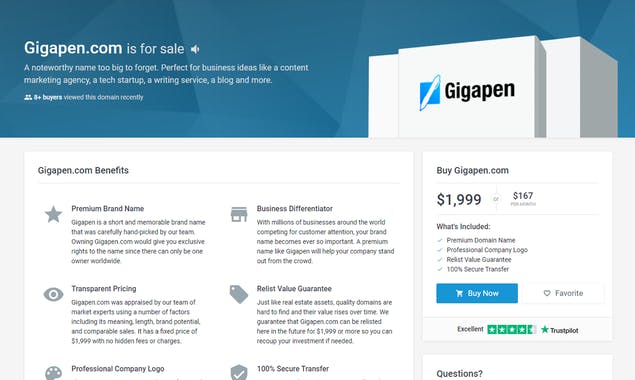 Gigapen.com is for sale
A noteworthy name too big to forget. Perfect for business ideas like a content
marketing agency, a tech startup, a writing service, a blog and more.
8+ buyers viewed this domain recently
Gigapen
Gigapen.com Benefits
Premium Brand Name
Gigapen is a short and memorable brand name
that was carefully hand-picked by our team.
Owning Gigapen.com would give you exclusive
rights to the name since there can only be one
owner worldwide.
Business Differentiator
With millions of businesses around the world
competing for customer attention, your brand
name becomes ever so important. A premium
name like Gigapen will help your company stand
out from the crowd.
Transparent Pricing
Gigapen.com was appraised by our team of
market experts using a number of factors
including its meaning, length, brand potential,
and comparable sales. It has a fixed price of
$1,999 with no hidden fees or charges.
Relist Value Guarantee
Just like real estate assets, quality domains are
hard to find and their value rises over time. We
guarantee that Gigapen.com can be relisted
here in the future for $1,999 or more so you can
recoup your investment if needed.
Professional Company Logo
100% Secure Transfer
Buy Gigapen.com
$1,999 or $167
PER MONTH
What's Included:
Premium Domain Name
Professional Company Logo
Relist Value Guarantee
100% Secure Transfer
Buy Now
Favorite
Excellent Trustpilot
Questions?